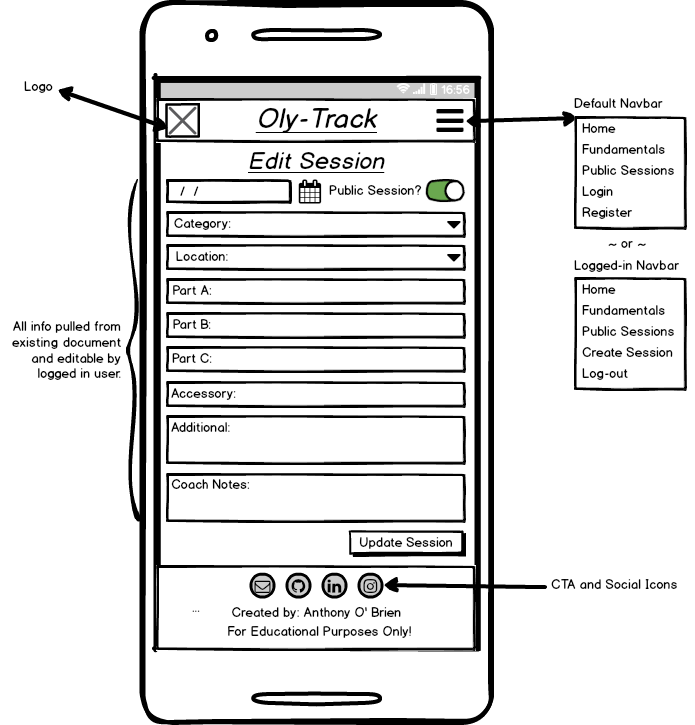 16:56
Logo
Oly-Track
Default Navbar
Home
Fundamentals
Public Sessions
Login
Register
~ or ~
Logged-in Navbar
Home
Fundamentals
Public Sessions
Create Session
Log-out
Edit Session
/ /
Public Session?
Category:
Location:
Part A:
Part B:
Part C:
Accessory:
Additional:
Coach Notes:
All info pulled from
existing document
and editable by
logged in user.
Update Session
in
CTA and Social Icons
...
Created by: Anthony O' Brien
For Educational Purposes Only!